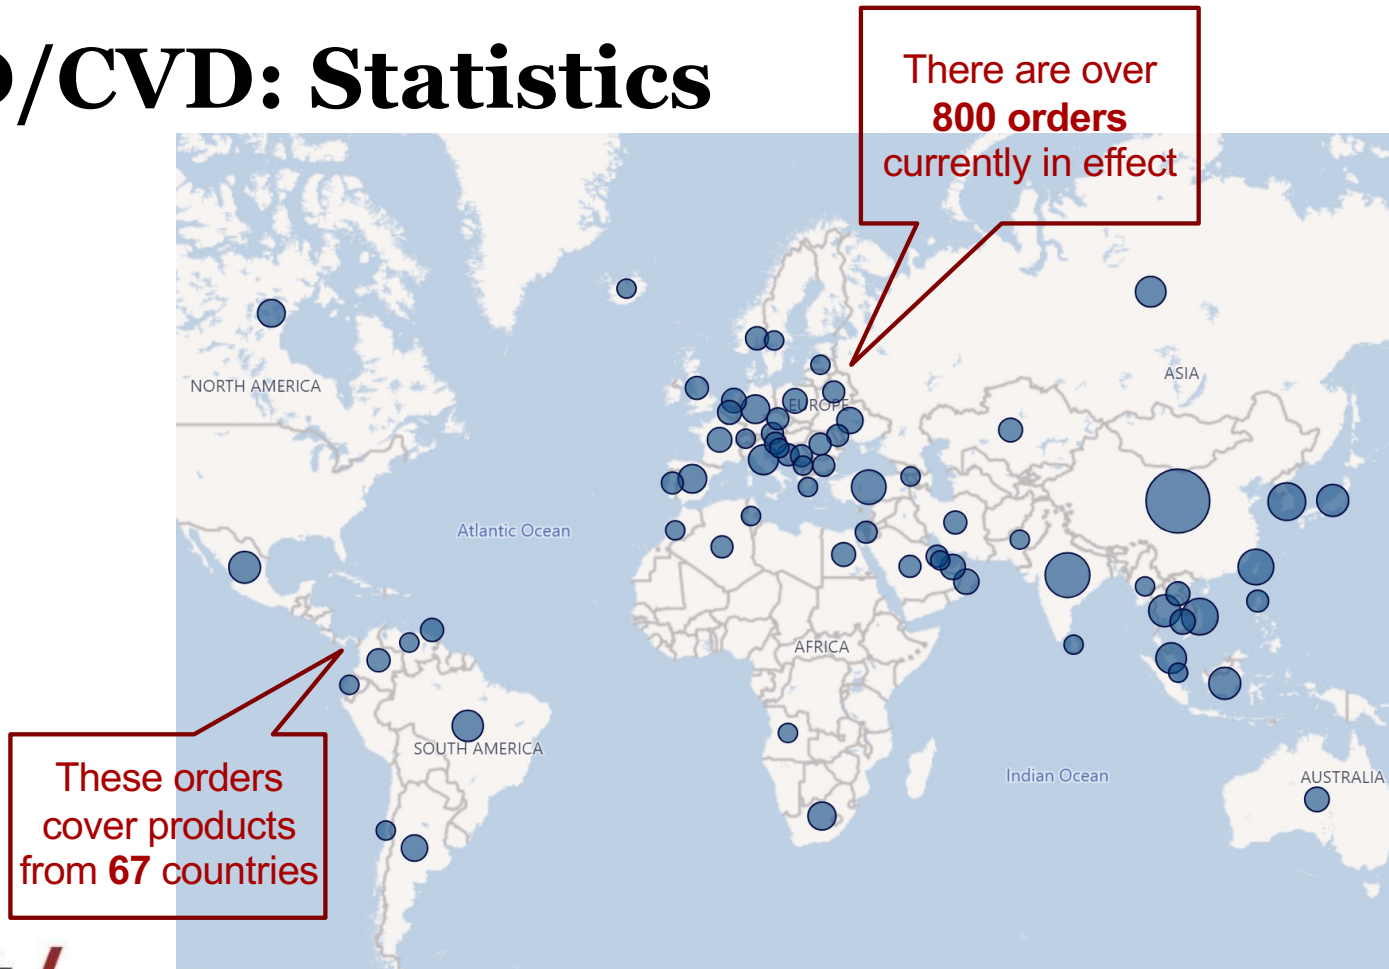 /CVD: Statistics
There are over
800 orders
currently in effect
NORTH AMERICA
EUROPE
ASIA
Atlantic Ocean
AFRICA
SOUTH AMERICA
Indian Ocean
AUSTRALIA
These orders
cover products
from 67 countries